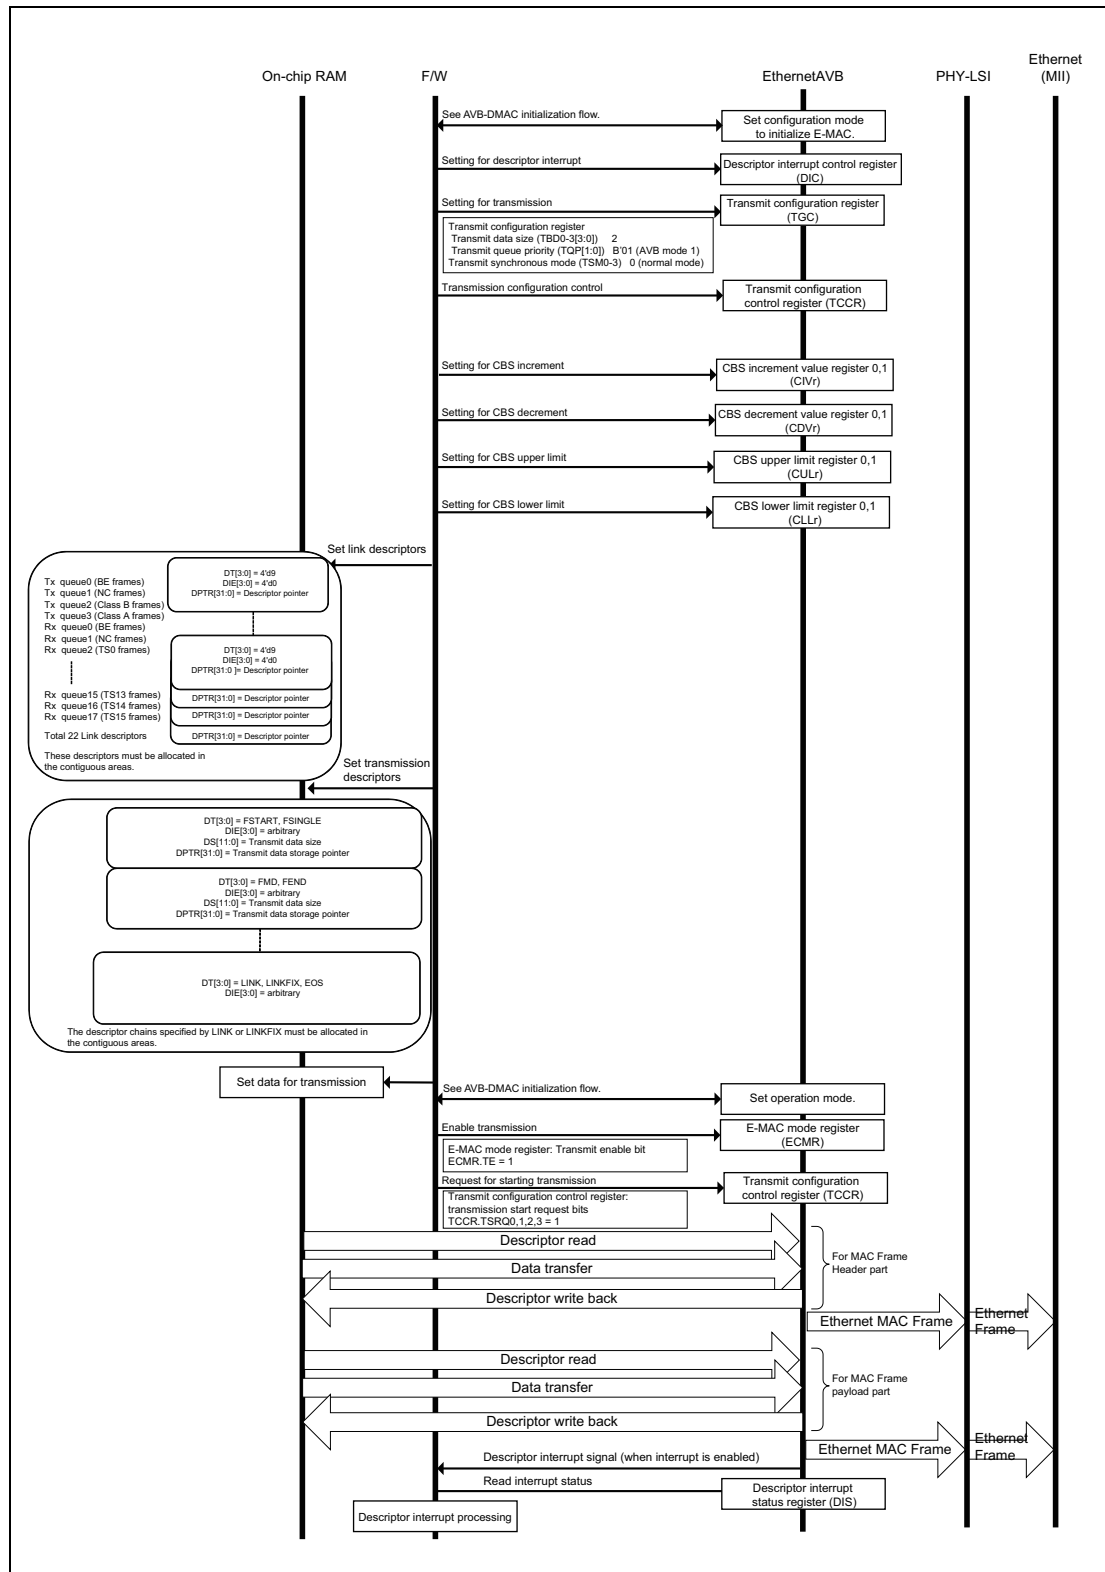 On-chip RAM
F/W
EthernetAVB
PHY-LSI
Ethernet
(MII)
See AVB-DMAC initialization flow.
Set configuration mode
to initialize E-MAC.
Setting for descriptor interrupt
Descriptor interrupt control register
(DIC)
Setting for transmission
Transmit configuration register
(TGC)
Transmit configuration register
Transmit data size (TBD0-3[3:0]) 2
Transmit queue priority (TQP[1:0]) B'01 (AVB mode 1)
Transmit synchronous mode (TSM0-3) 0 (normal mode)
Transmission configuration control
Transmit configuration
control register (TCCR)
Setting for CBS increment
CBS increment value register 0,1
(CIVr)
Setting for CBS decrement
CBS decrement value register 0,1
(CDVr)
Setting for CBS upper limit
CBS upper limit register 0,1
(CULr)
Setting for CBS lower limit
CBS lower limit register 0,1
(CLLr)
Set link descriptors
Tx queue0 (BE frames)
Tx queue1 (NC frames)
Tx queue2 (Class B frames)
Tx queue3 (Class A frames)
Rx queue0 (BE frames)
Rx queue1 (NC frames)
Rx queue2 (TS0 frames)
Rx queue15 (TS13 frames)
Rx queue16 (TS14 frames)
Rx queue17 (TS15 frames)
Total 22 Link descriptors
These descriptors must be allocated in
the contiguous areas.
DT[3:0] = 4'd9
DIE[3:0] = 4'd0
DPTR[31:0] = Descriptor pointer
DT[3:0] = 4'd9
DIE[3:0] = 4'd0
DPTR[31:0 ]= Descriptor pointer
DPTR[31:0] = Descriptor pointer
DPTR[31:0] = Descriptor pointer
DPTR[31:0] = Descriptor pointer
Set transmission
descriptors
DT[3:0] = FSTART, FSINGLE
DIE[3:0] = arbitrary
DS[11:0] = Transmit data size
DPTR[31:0] = Transmit data storage pointer
DT[3:0] = FMD, FEND
DIE[3:0] = arbitrary
DS[11:0] = Transmit data size
DPTR[31:0] = Transmit data storage pointer
DT[3:0] = LINK, LINKFIX, EOS
DIE[3:0] = arbitrary
The descriptor chains specified by LINK or LINKFIX must be allocated in
the contiguous areas.
Set data for transmission
See AVB-DMAC initialization flow.
Set operation mode.
Enable transmission
E-MAC mode register
(ECMR)
E-MAC mode register: Transmit enable bit
ECMR.TE = 1
Request for starting transmission
Transmit configuration
control register (TCCR)
Transmit configuration control register:
transmission start request bits
TCCR.TSRQ0,1,2,3 = 1
Descriptor read
Data transfer
Descriptor write back
For MAC Frame
Header part
Ethernet MAC Frame
Ethernet
Frame
Descriptor read
Data transfer
Descriptor write back
For MAC Frame
payload part
Ethernet MAC Frame
Ethernet
Frame
Descriptor interrupt signal (when interrupt is enabled)
Read interrupt status
Descriptor interrupt
status register (DIS)
Descriptor interrupt processing